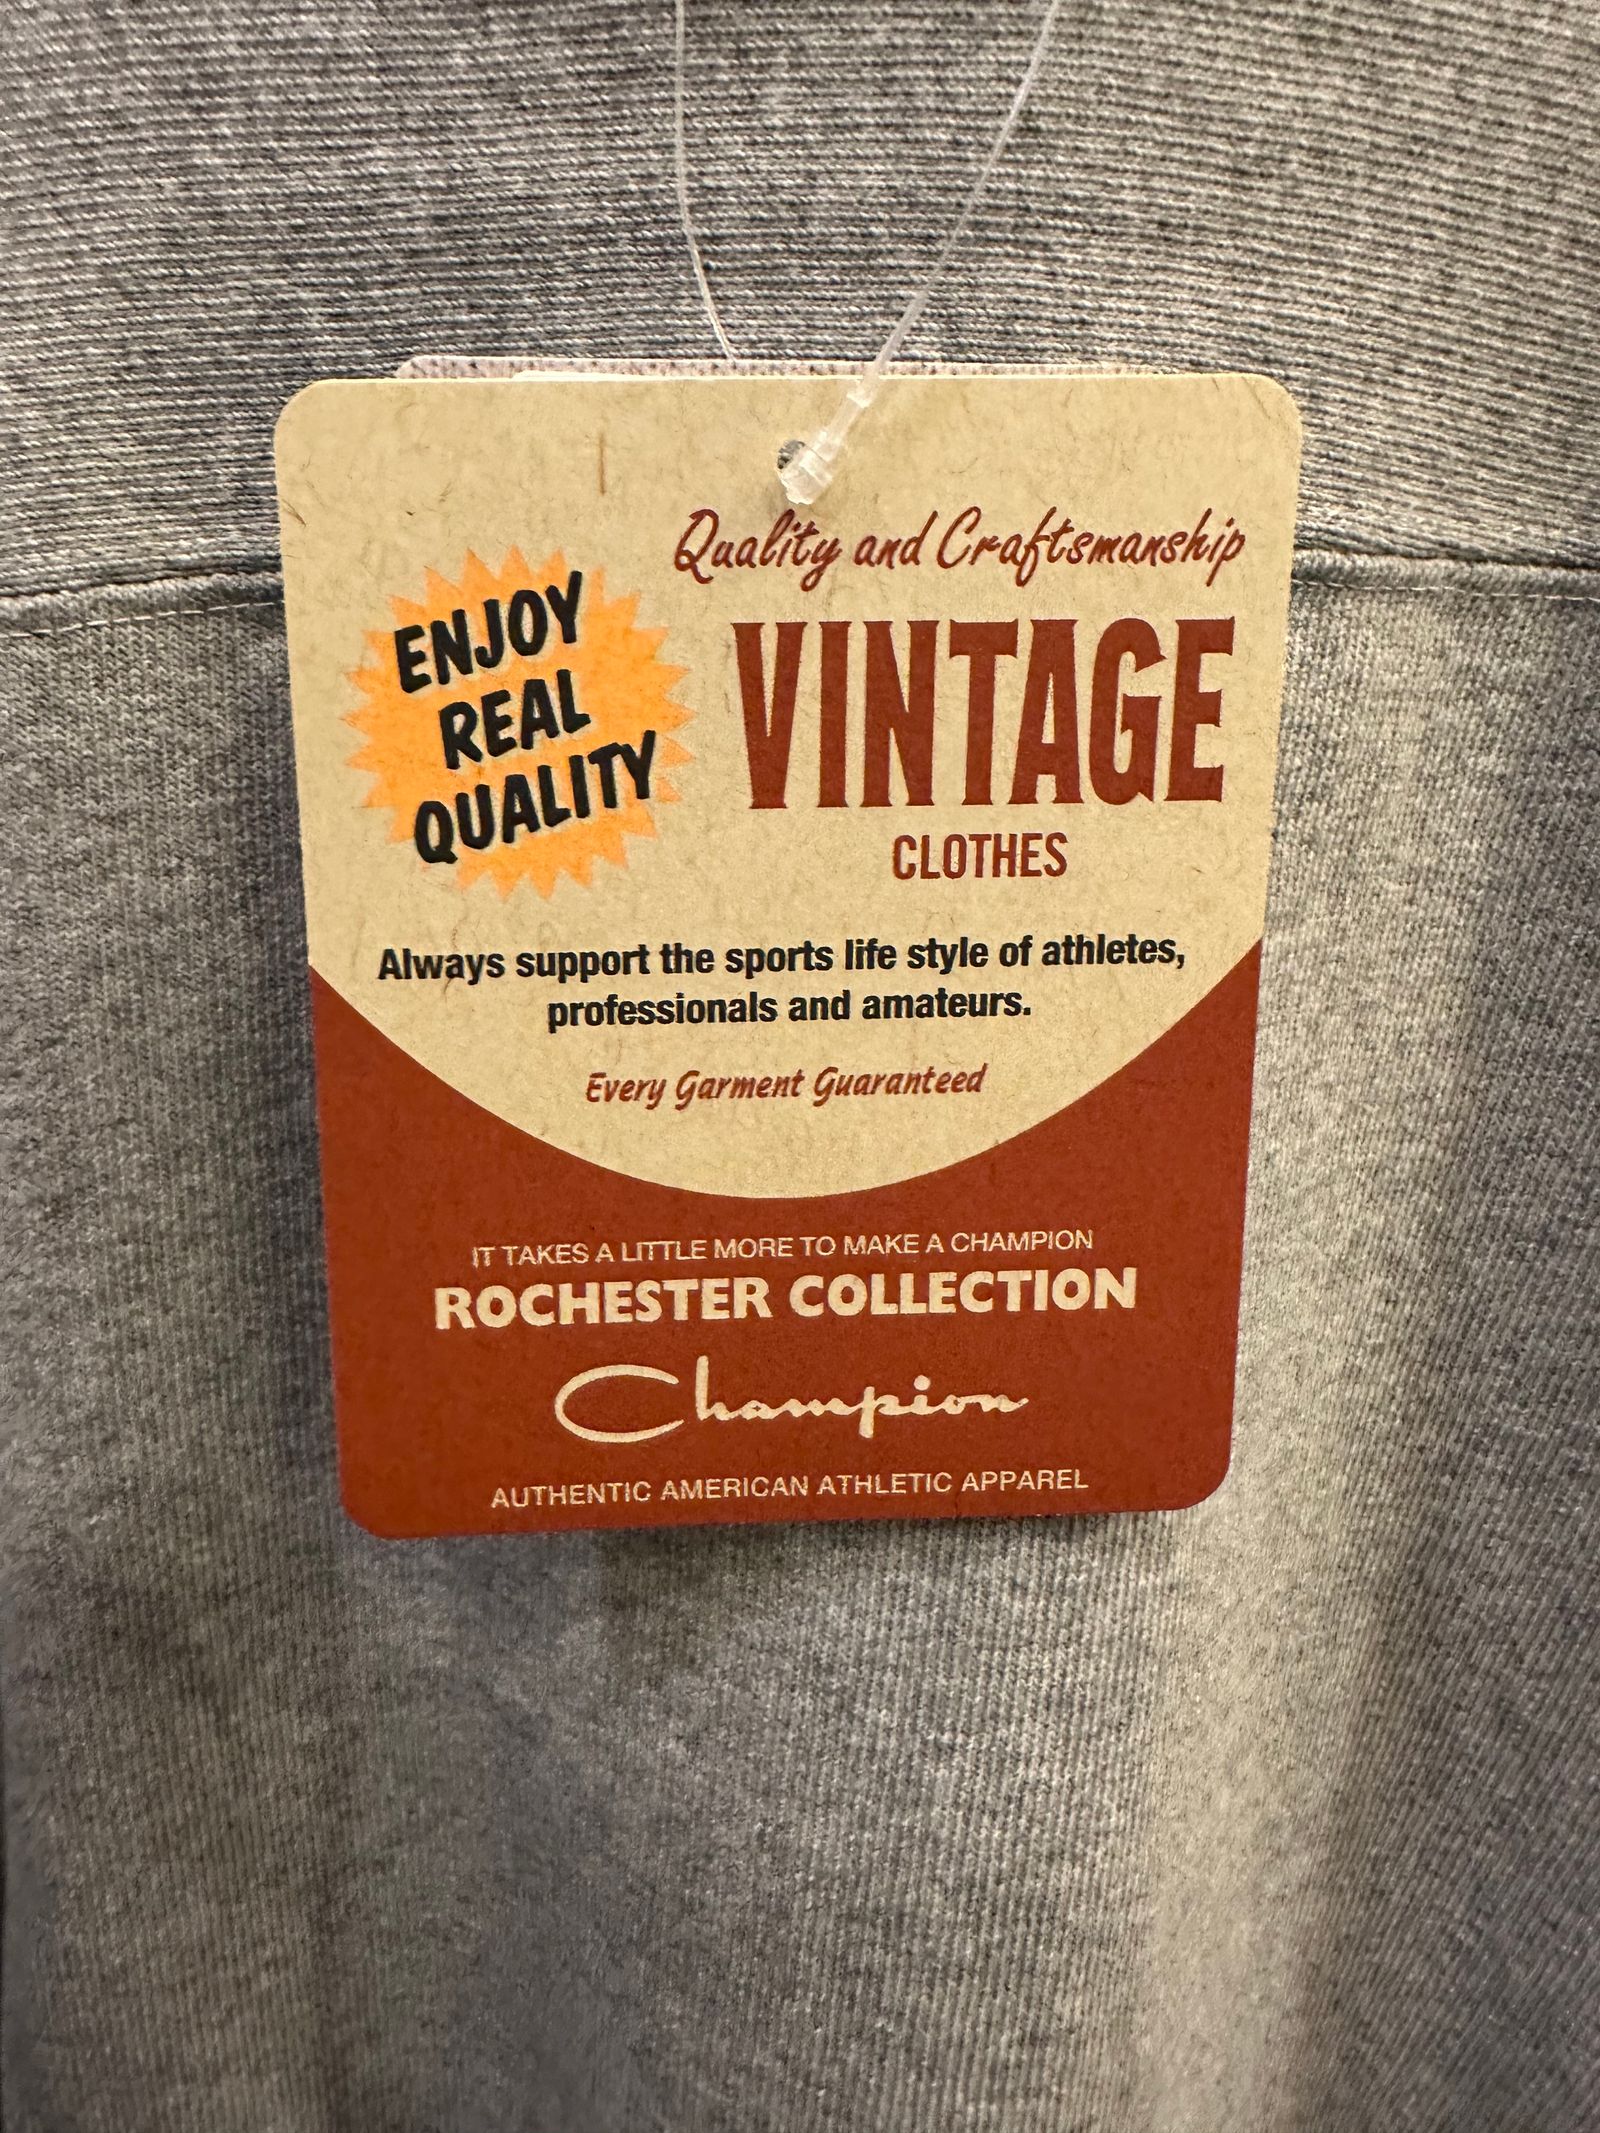 Quality and Craftsmanship
ENJOY
REAL
QUALITY
VINTAGE
CLOTHES
Always support the sports life style of athletes,
professionals and amateurs.
Every Garment Guaranteed
IT TAKES A LITTLE MORE TO MAKE A CHAMPION
ROCHESTER COLLECTION
Champion
AUTHENTIC AMERICAN ATHLETIC APPAREL